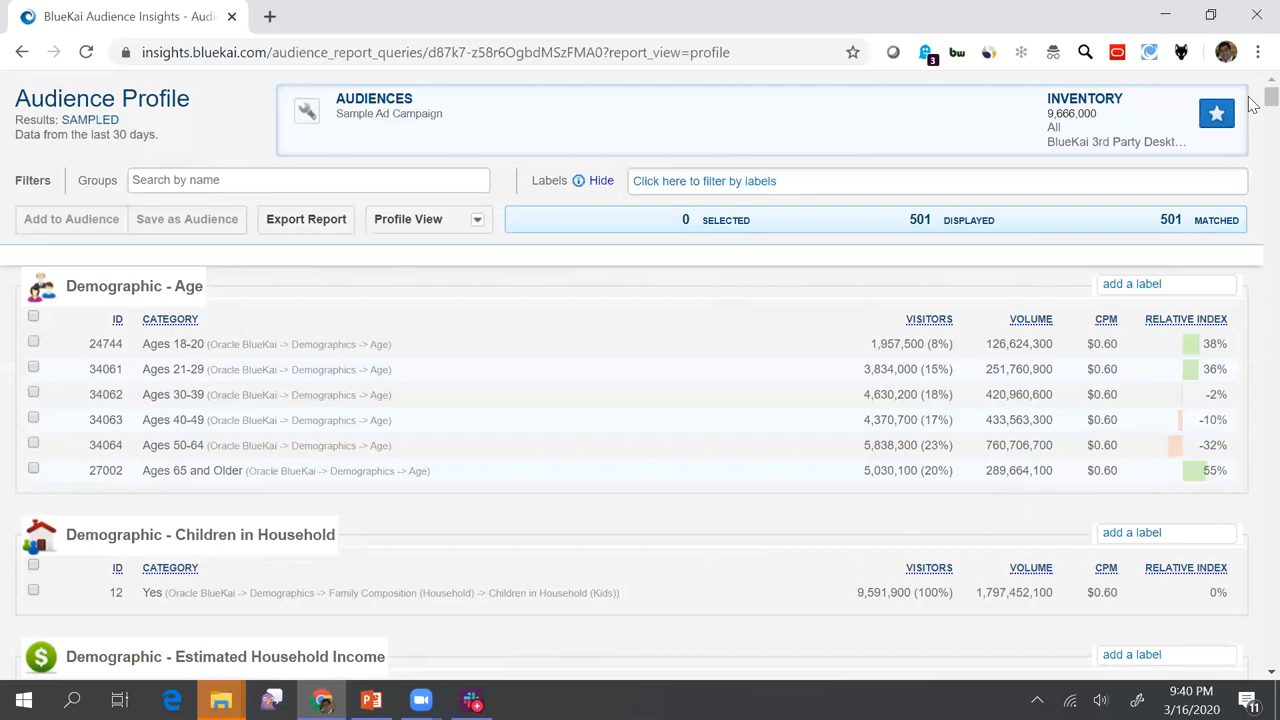 BlueKai Audience Insights - Audi
insights.bluekai.com/audience_report_queries/d87k7-z58r6OgbdMSzFMA0?report_view=profile
3
bw
Audience Profile
Results: SAMPLED
Data from the last 30 days.
AUDIENCES
Sample Ad Campaign
INVENTORY
9,666,000
All
BlueKai 3rd Party Deskt...
Filters Groups Search by name Labels Hide Click here to filter by labels
Add to Audience Save as Audience Export Report Profile View 0 SELECTED 501 DISPLAYED 501 MATCHED
Demographic - Age add a label
ID CATEGORY VISITORS VOLUME CPM RELATIVE INDEX
24744 Ages 18-20 (Oracle BlueKai -> Demographics -> Age) 1,957,500 (8%) 126,624,300 $0.60 38%
34061 Ages 21-29 (Oracle BlueKai -> Demographics -> Age) 3,834,000 (15%) 251,760,900 $0.60 36%
34062 Ages 30-39 (Oracle BlueKai -> Demographics -> Age) 4,630,200 (18%) 420,960,600 $0.60 -2%
34063 Ages 40-49 (Oracle BlueKai -> Demographics -> Age) 4,370,700 (17%) 433,563,300 $0.60 -10%
34064 Ages 50-64 (Oracle BlueKai -> Demographics -> Age) 5,838,300 (23%) 760,706,700 $0.60 -32%
27002 Ages 65 and Older (Oracle BlueKai -> Demographics -> Age) 5,030,100 (20%) 289,664,100 $0.60 55%
Demographic - Children in Household add a label
ID CATEGORY VISITORS VOLUME CPM RELATIVE INDEX
12 Yes (Oracle BlueKai -> Demographics -> Family Composition (Household) -> Children in Household (Kids)) 9,591,900 (100%) 1,797,452,100 $0.60 0%
Demographic - Estimated Household Income add a label
9:40 PM
3/16/2020
11